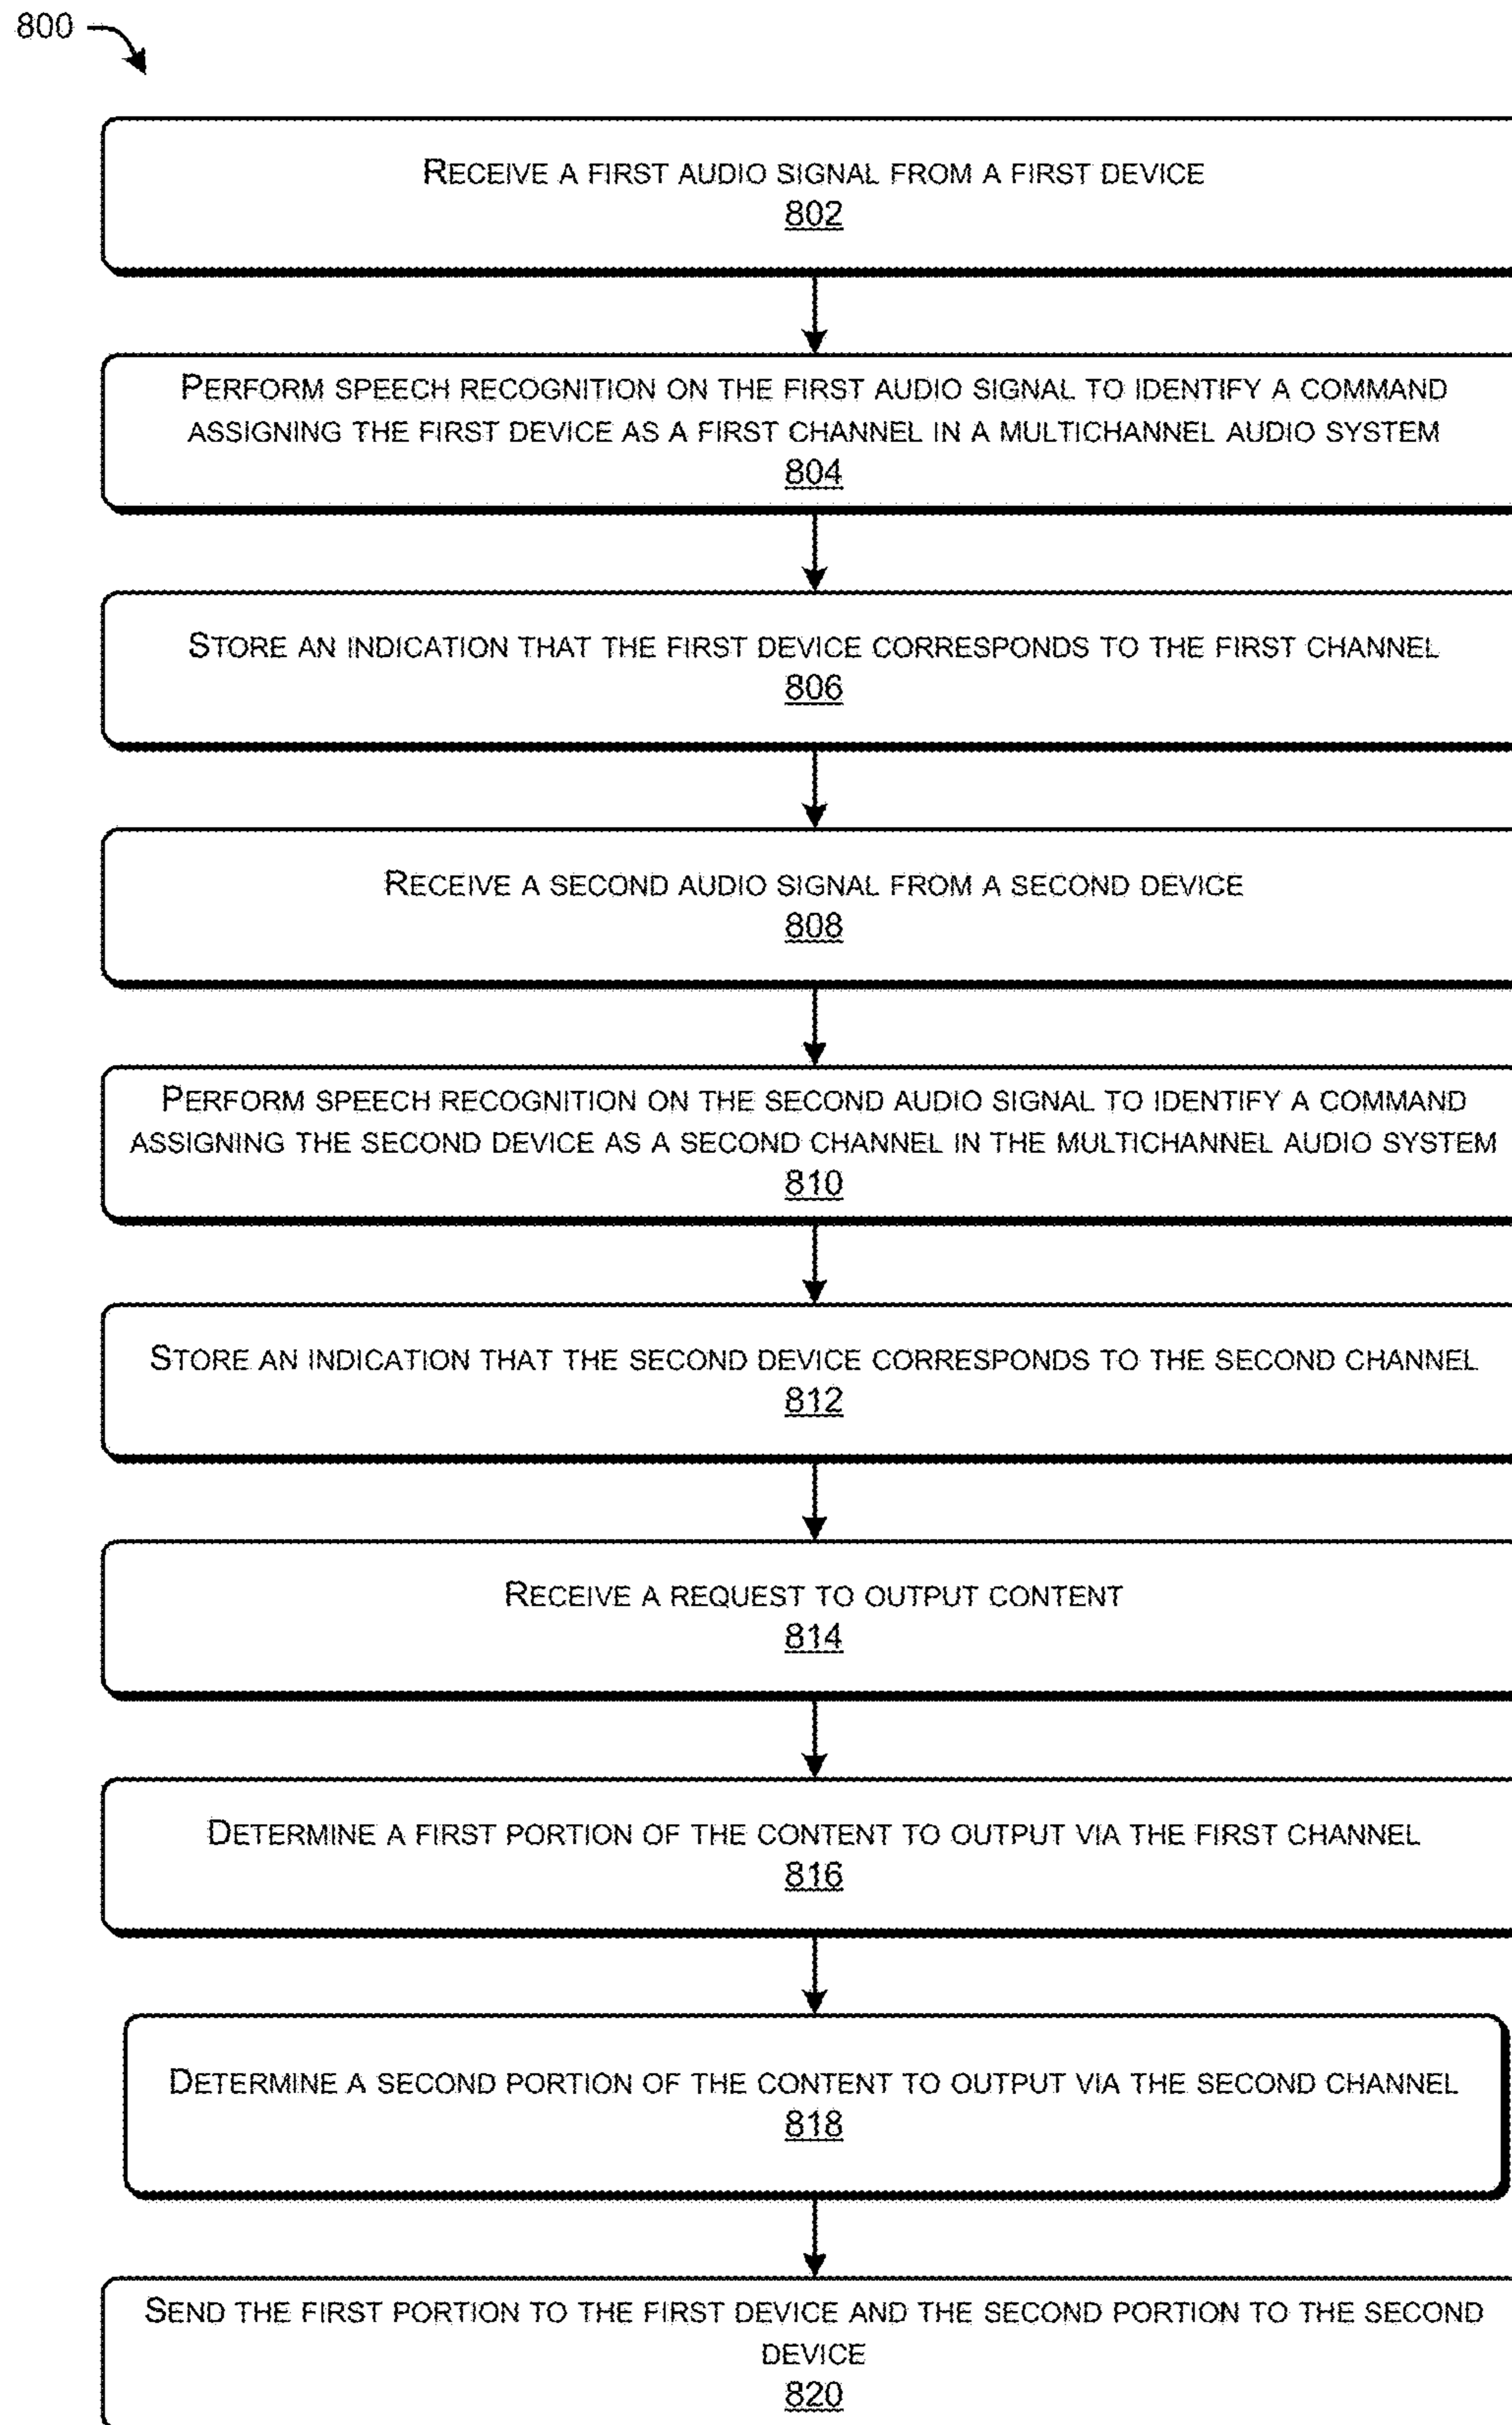 800
RECEIVE A FIRST AUDIO SIGNAL FROM A FIRST DEVICE
802
PERFORM SPEECH RECOGNITION ON THE FIRST AUDIO SIGNAL TO IDENTIFY A COMMAND
ASSIGNING THE FIRST DEVICE AS A FIRST CHANNEL IN A MULTICHANNEL AUDIO SYSTEM
804
STORE AN INDICATION THAT THE FIRST DEVICE CORRESPONDS TO THE FIRST CHANNEL
806
RECEIVE A SECOND AUDIO SIGNAL FROM A SECOND DEVICE
808
PERFORM SPEECH RECOGNITION ON THE SECOND AUDIO SIGNAL TO IDENTIFY A COMMAND
ASSIGNING THE SECOND DEVICE AS A SECOND CHANNEL IN THE MULTICHANNEL AUDIO SYSTEM
810
STORE AN INDICATION THAT THE SECOND DEVICE CORRESPONDS TO THE SECOND CHANNEL
812
RECEIVE A REQUEST TO OUTPUT CONTENT
814
DETERMINE A FIRST PORTION OF THE CONTENT TO OUTPUT VIA THE FIRST CHANNEL
816
DETERMINE A SECOND PORTION OF THE CONTENT TO OUTPUT VIA THE SECOND CHANNEL
818
SEND THE FIRST PORTION TO THE FIRST DEVICE AND THE SECOND PORTION TO THE SECOND
DEVICE
820